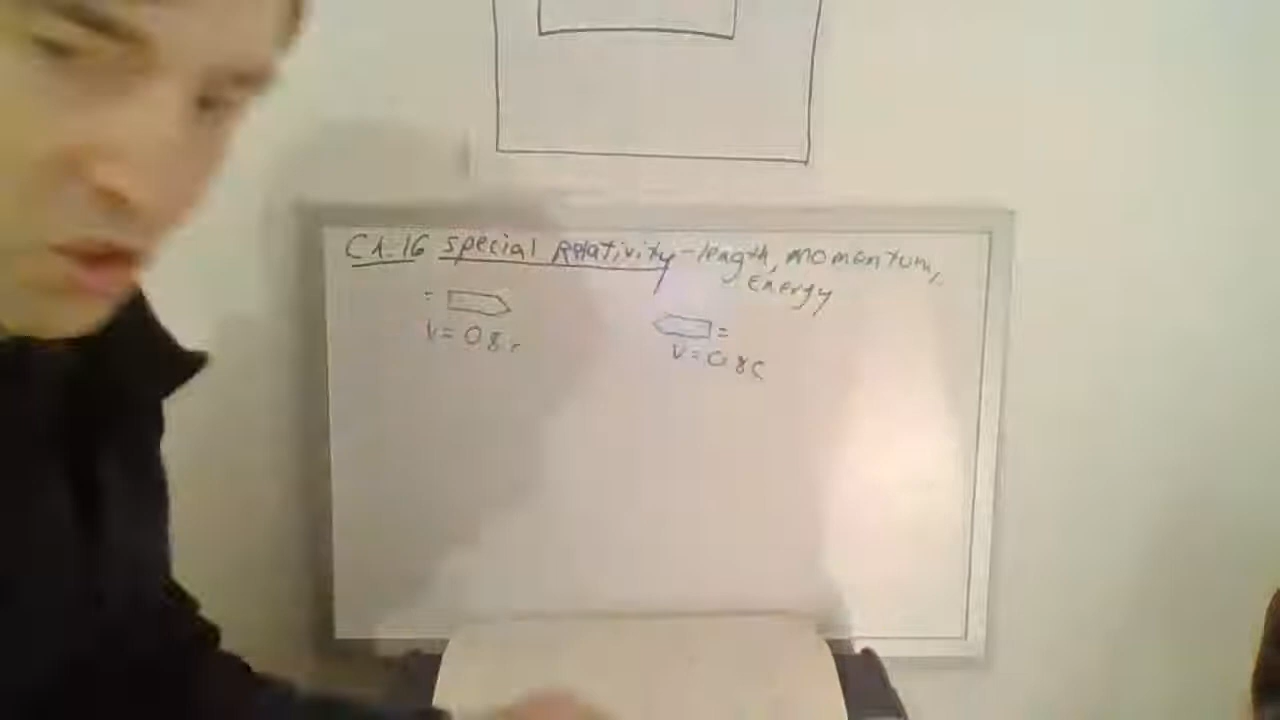 Ch. 16 Special Relativity - length, momentum,
Energy
V = 0.8c
V = 0.8c